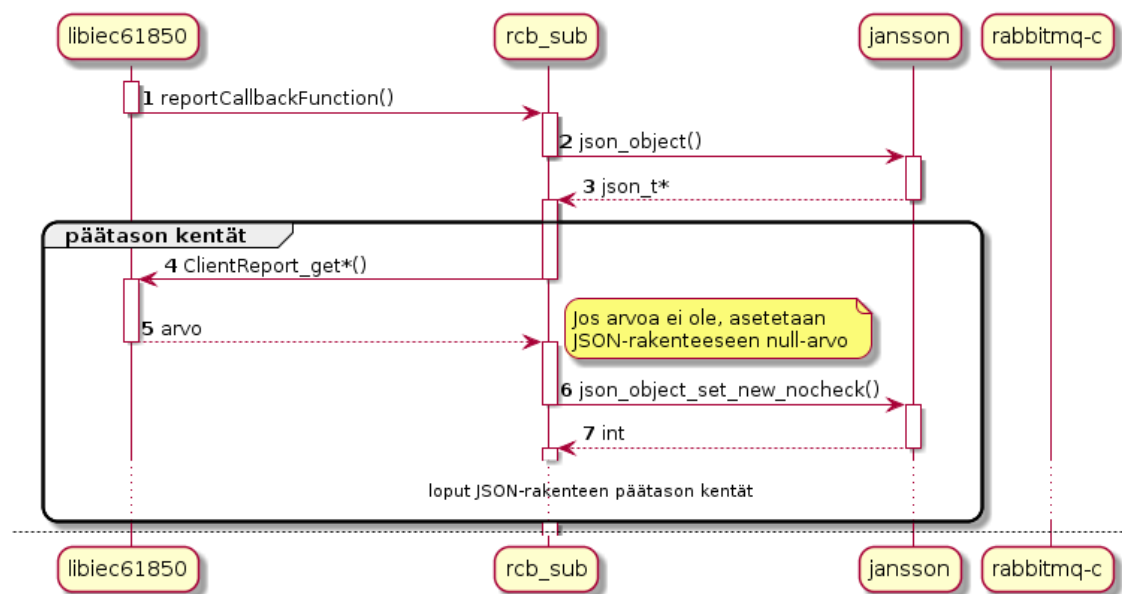 libiec61850
rcb_sub
jansson
rabbitmq-c
1 reportCallbackFunction()
2 json_object()
3 json_t*
päätason kentät
4 ClientReport_get*()
5 arvo
Jos arvoa ei ole, asetetaan
JSON-rakenteeseen null-arvo
6 json_object_set_new_nocheck()
7 int
loput JSON-rakenteen päätason kentät
libiec61850
rcb_sub
jansson
rabbitmq-c